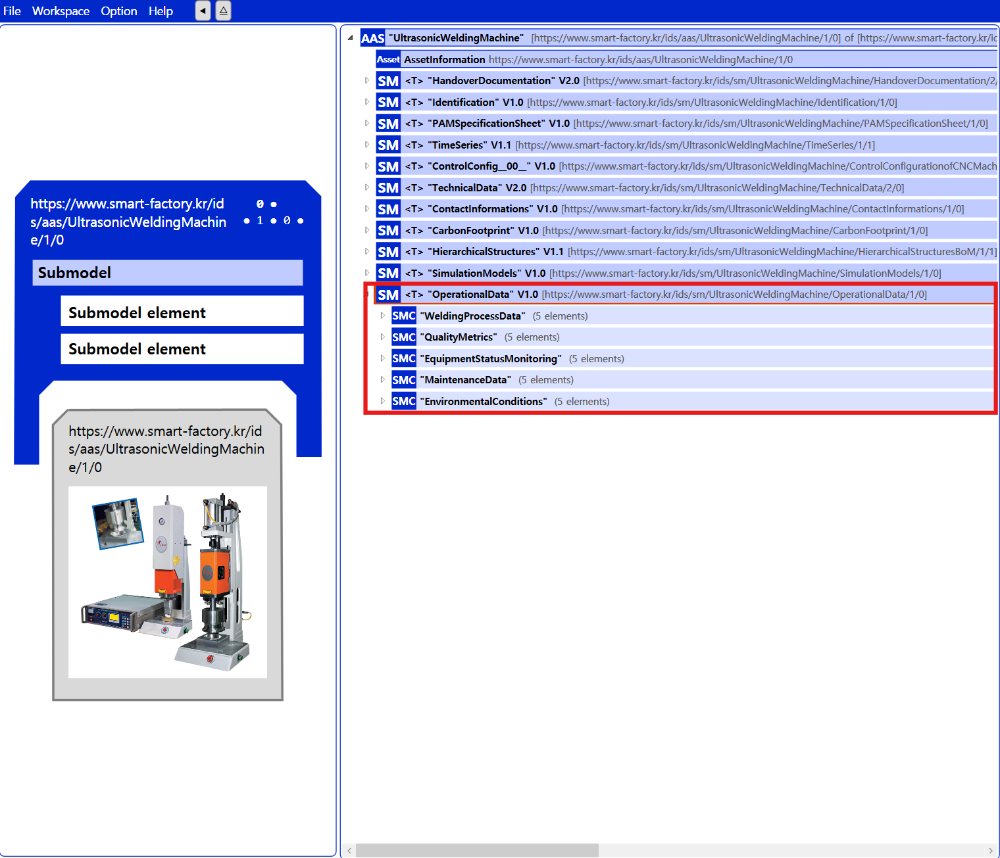 File Workspace Option Help
https://www.smart-factory.kr/id
s/aas/UltrasonicWeldingMachin
e/1/0
0
1 0
Submodel
Submodel element
Submodel element
https://www.smart-factory.kr/id
s/aas/UltrasonicWeldingMachin
e/1/0
AAS "UltrasonicWeldingMachine" [https://www.smart-factory.kr/ids/aas/UltrasonicWeldingMachine/1/0] of [https://www.smart-factory.kr/id
Asset AssetInformation https://www.smart-factory.kr/ids/aas/UltrasonicWeldingMachine/1/0
SM <T> "HandoverDocumentation" V2.0 [https://www.smart-factory.kr/ids/sm/UltrasonicWeldingMachine/HandoverDocumentation/2/
SM <T> "Identification" V1.0 [https://www.smart-factory.kr/ids/sm/UltrasonicWeldingMachine/Identification/1/0]
SM <T> "PAMSpecificationSheet" V1.0 [https://www.smart-factory.kr/ids/sm/UltrasonicWeldingMachine/PAMSpecificationSheet/1/0]
SM <T> "TimeSeries" V1.1 [https://www.smart-factory.kr/ids/sm/UltrasonicWeldingMachine/TimeSeries/1/1]
SM <T> "ControlConfig__00__" V1.0 [https://www.smart-factory.kr/ids/sm/UltrasonicWeldingMachine/ControlConfigurationofCNCMach
SM <T> "TechnicalData" V2.0 [https://www.smart-factory.kr/ids/sm/UltrasonicWeldingMachine/TechnicalData/2/0]
SM <T> "ContactInformations" V1.0 [https://www.smart-factory.kr/ids/sm/UltrasonicWeldingMachine/ContactInformations/1/0]
SM <T> "CarbonFootprint" V1.0 [https://www.smart-factory.kr/ids/sm/UltrasonicWeldingMachine/CarbonFootprint/1/0]
SM <T> "HierarchicalStructures" V1.1 [https://www.smart-factory.kr/ids/sm/UltrasonicWeldingMachine/HierarchicalStructuresBoM/1/1]
SM <T> "SimulationModels" V1.0 [https://www.smart-factory.kr/ids/sm/UltrasonicWeldingMachine/SimulationModels/1/0]
SM <T> "OperationalData" V1.0 [https://www.smart-factory.kr/ids/sm/UltrasonicWeldingMachine/OperationalData/1/0]
SMC "WeldingProcessData" (5 elements)
SMC "QualityMetrics" (5 elements)
SMC "EquipmentStatusMonitoring" (5 elements)
SMC "MaintenanceData" (5 elements)
SMC "EnvironmentalConditions" (5 elements)